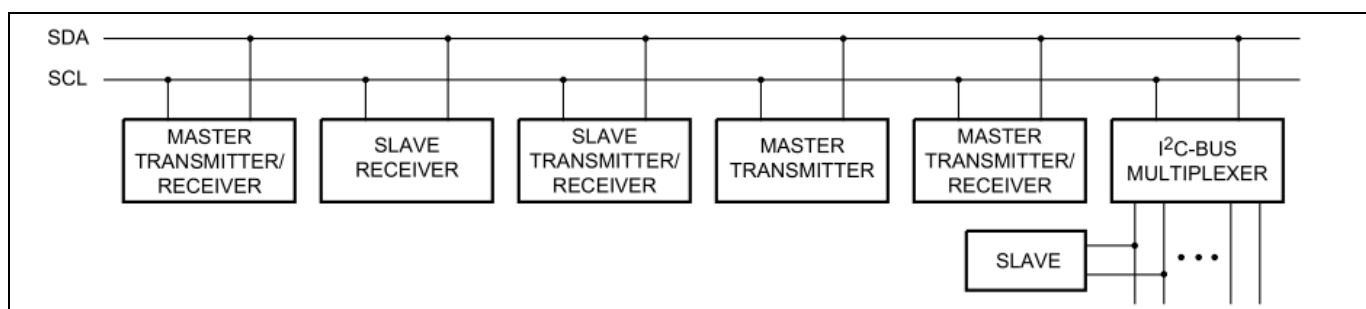 SDA
SCL
MASTER
TRANSMITTER/
RECEIVER
SLAVE
RECEIVER
SLAVE
TRANSMITTER/
RECEIVER
MASTER
TRANSMITTER
MASTER
TRANSMITTER/
RECEIVER
I²C-BUS
MULTIPLEXER
SLAVE